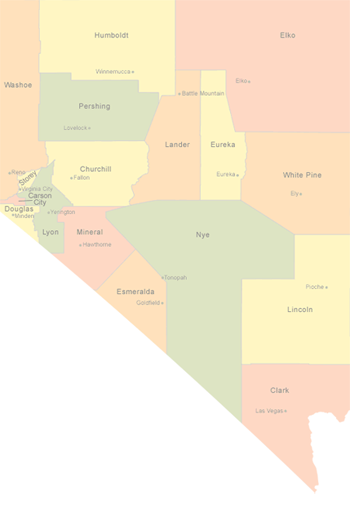 Humboldt
Elko
Winnemucca
Elko
Washoe
Battle Mountain
Pershing
Lovelock
Lander
Eureka
Churchill
Reno
Storey
Fallon
Eureka
White Pine
Ely
Virginia City
Carson
City
Douglas
Minden
Yerington
Lyon
Mineral
Hawthorne
Nye
Tonopah
Esmeralda
Goldfield
Pioche
Lincoln
Clark
Las Vegas